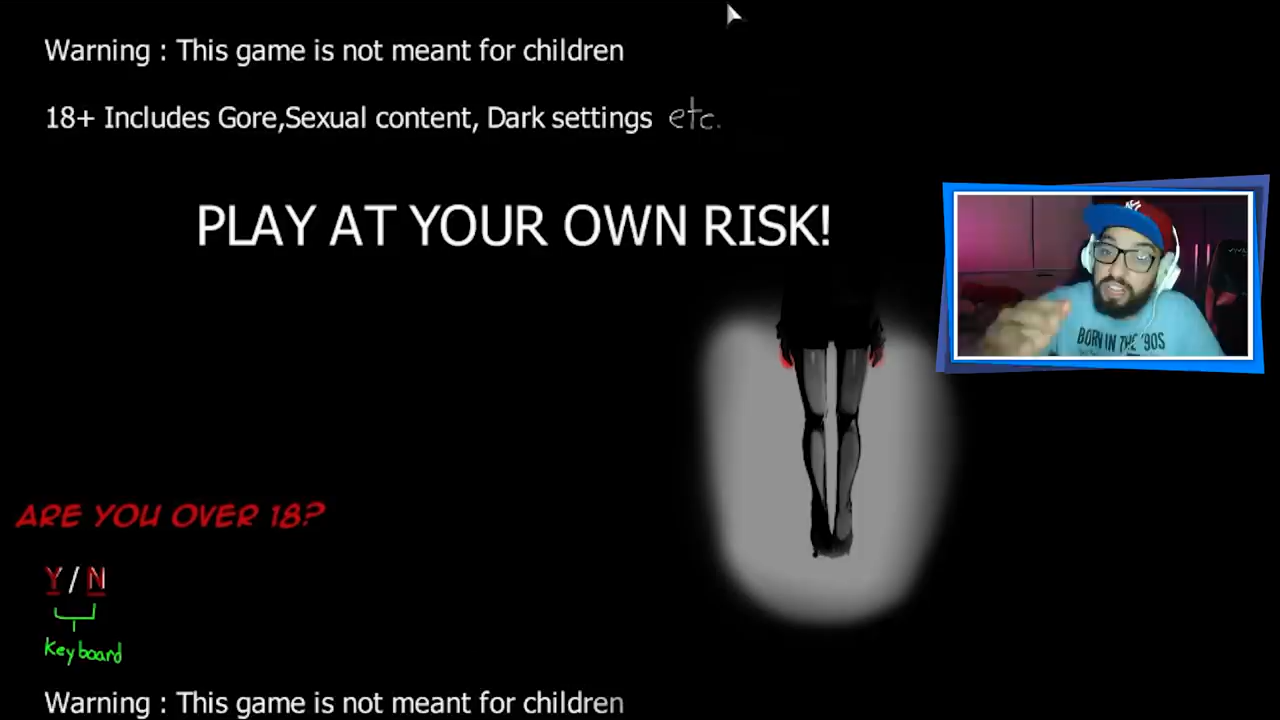 Warning : This game is not meant for children
18+ Includes Gore,Sexual content, Dark settings etc.
PLAY AT YOUR OWN RISK!
BORN IN THE '90S
ARE YOU OVER 18?
Y / N
Keyboard
Warning : This game is not meant for children